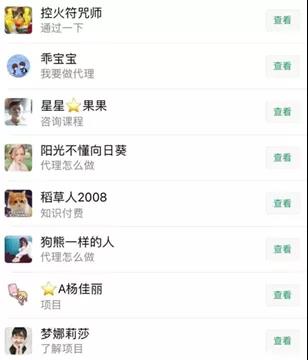 控火符咒师
通过一下
查看
乖宝宝
我要做代理
查看
星星⭐果果
咨询课程
查看
阳光不懂向日葵
代理怎么做
查看
稻草人2008
知识付费
查看
狗熊一样的人
代理怎么做
查看
⭐A杨佳丽
项目
查看
梦娜莉莎
了解项目
查看